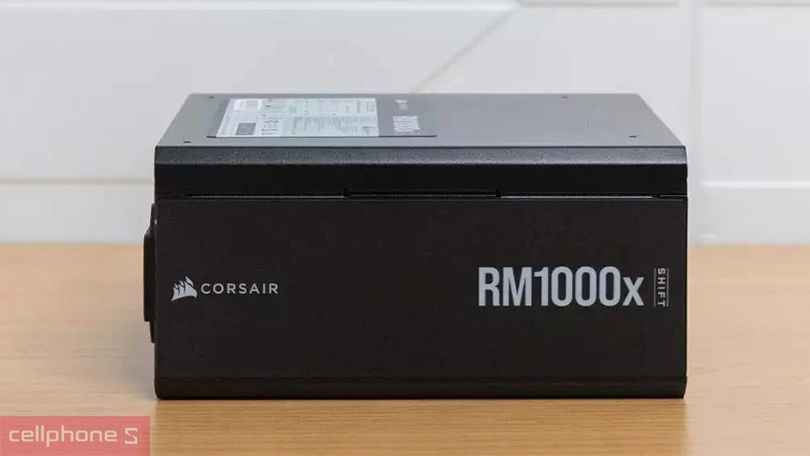 CORSAIR
RM1000x
SHIFT
cellphone S